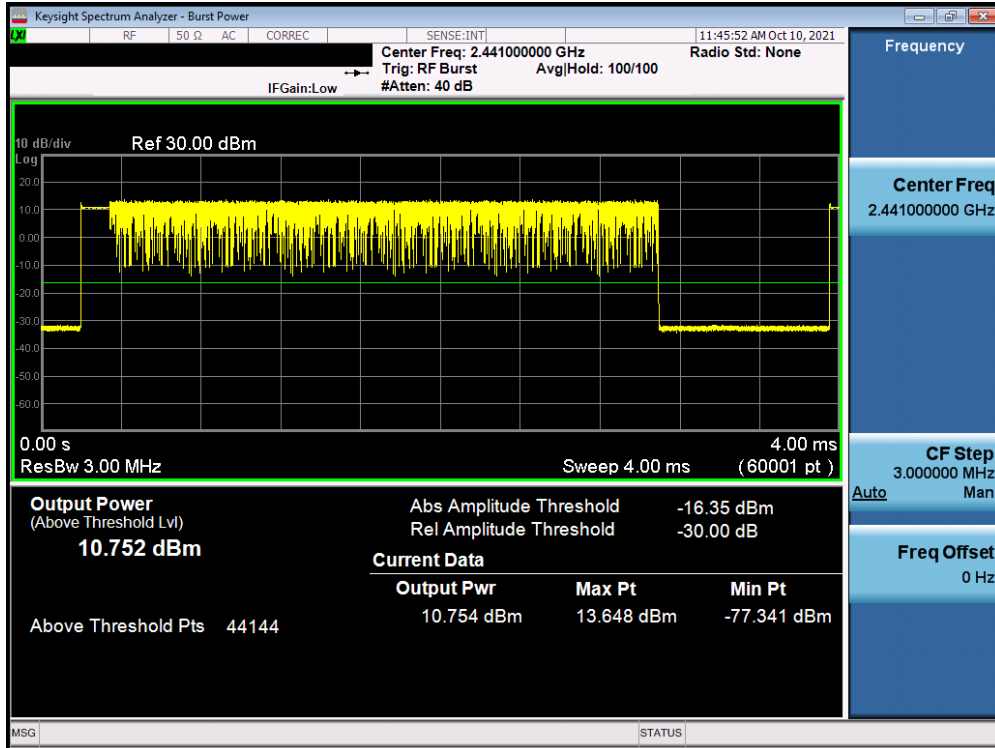 Keysight Spectrum Analyzer - Burst Power
LXI RF 50 Ω AC CORREC SENSE:INT 11:45:52 AM Oct 10, 2021
Center Freq: 2.441000000 GHz Radio Std: None
Trig: RF Burst Avg|Hold: 100/100
IFGain:Low #Atten: 40 dB
10 dB/div Ref 30.00 dBm
Log
20.0
10.0
0.00
-10.0
-20.0
-30.0
-40.0
-50.0
-60.0
0.00 s 4.00 ms
ResBw 3.00 MHz Sweep 4.00 ms (60001 pt)
Output Power
(Above Threshold Lvl)
10.752 dBm
Above Threshold Pts 44144
Abs Amplitude Threshold -16.35 dBm
Rel Amplitude Threshold -30.00 dB
Current Data
Output Pwr Max Pt Min Pt
10.754 dBm 13.648 dBm -77.341 dBm
Frequency
Center Freq
2.441000000 GHz
CF Step
3.000000 MHz
Auto Man
Freq Offset
0 Hz
MSG STATUS